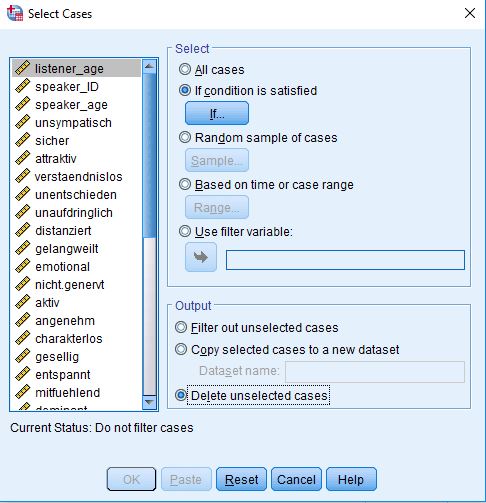 Select Cases
listener_age
speaker_ID
speaker_age
unsympatisch
sicher
attraktiv
verstaendnislos
unentschieden
unaufdringlich
distanziert
gelangweilt
emotional
nicht.genervt
aktiv
angenehm
charakterlos
gesellig
entspannt
mitfuehlend
dominant
Select
All cases
If condition is satisfied
If...
Random sample of cases
Sample...
Based on time or case range
Range...
Use filter variable:
Output
Filter out unselected cases
Copy selected cases to a new dataset
Dataset name:
Delete unselected cases
Current Status: Do not filter cases
OK Paste Reset Cancel Help